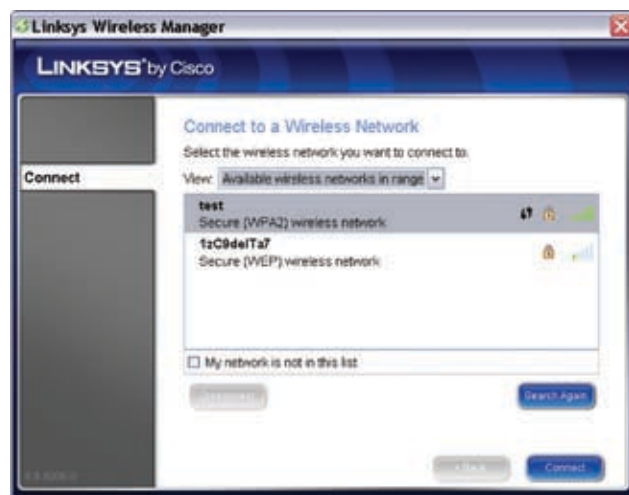 Linksys Wireless Manager
LINKSYS® by Cisco
Connect to a Wireless Network
Select the wireless network you want to connect to.
Connect
View: Available wireless networks in range
test
Secure (WPA2) wireless network
1zC9delTa7
Secure (WEP) wireless network
My network is not in this list
Search Again
Connect